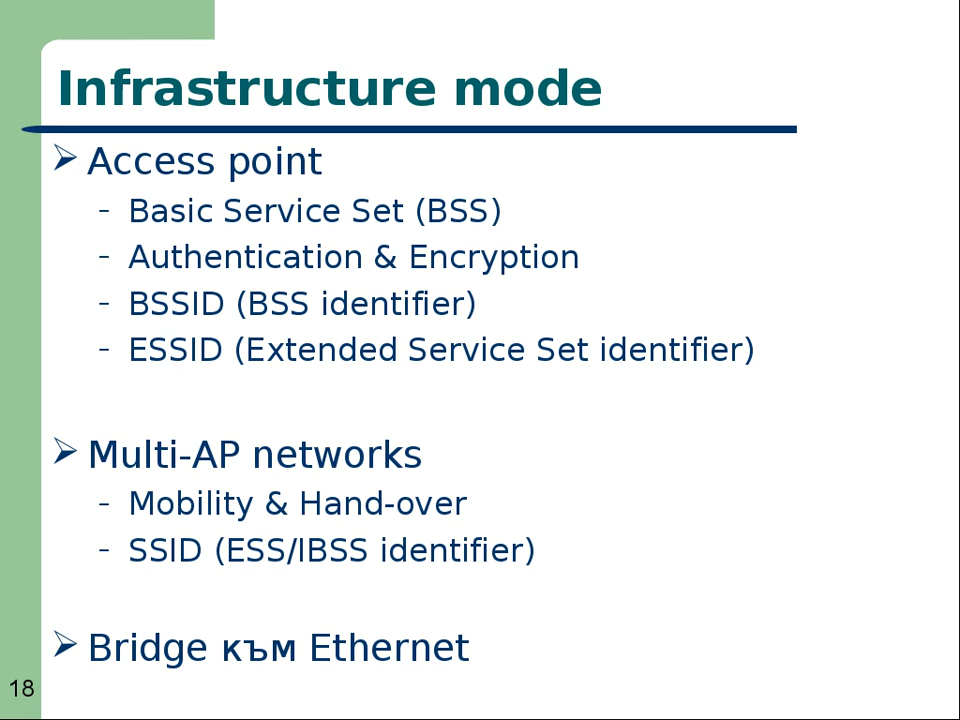 Infrastructure mode
Access point
– Basic Service Set (BSS)
– Authentication & Encryption
– BSSID (BSS identifier)
– ESSID (Extended Service Set identifier)
Multi-AP networks
– Mobility & Hand-over
– SSID (ESS/IBSS identifier)
Bridge към Ethernet
18